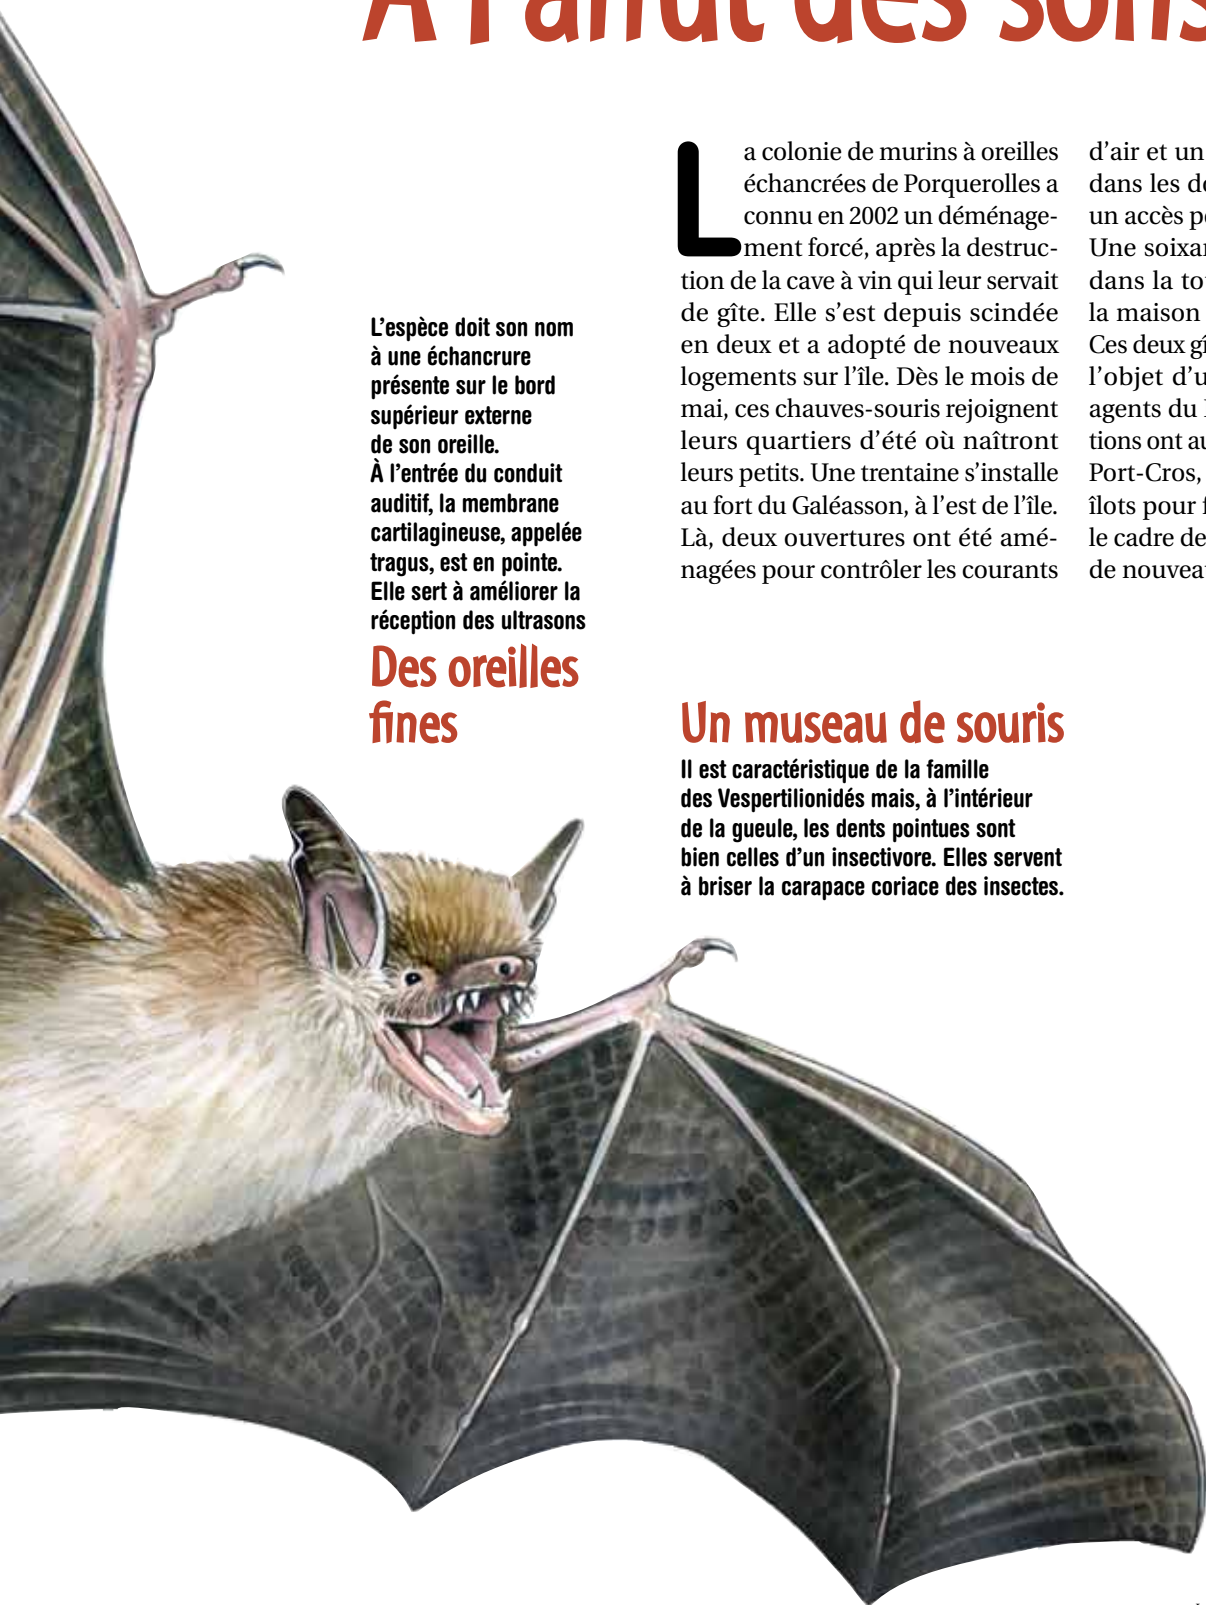 À l'affût des sons
La colonie de murins à oreilles
échancrées de Porquerolles a
connu en 2002 un déménage-
ment forcé, après la destruc-
tion de la cave à vin qui leur servait
de gîte. Elle s'est depuis scindée
en deux et a adopté de nouveaux
logements sur l'île. Dès le mois de
mai, ces chauves-souris rejoignent
leurs quartiers d'été où naîtront
leurs petits. Une trentaine s'installe
au fort du Galéasson, à l'est de l'île.
Là, deux ouvertures ont été amé-
nagées pour contrôler les courants
d'air et un
dans les
un accès
Une
dans la
la maison
Ces deux
l'objet
agents du
tions ont
Port-Cros,
îlots pour
le cadre
de
L'espèce doit son nom
à une échancrure
présente sur le bord
supérieur externe
de son oreille.
À l'entrée du conduit
auditif, la membrane
cartilagineuse, appelée
tragus, est en pointe.
Elle sert à améliorer la
réception des ultrasons
Des oreilles
fines
Un museau de souris
Il est caractéristique de la famille
des Vespertilionidés mais, à l'intérieur
de la gueule, les dents pointues sont
bien celles d'un insectivore. Elles servent
à briser la carapace coriace des insectes.